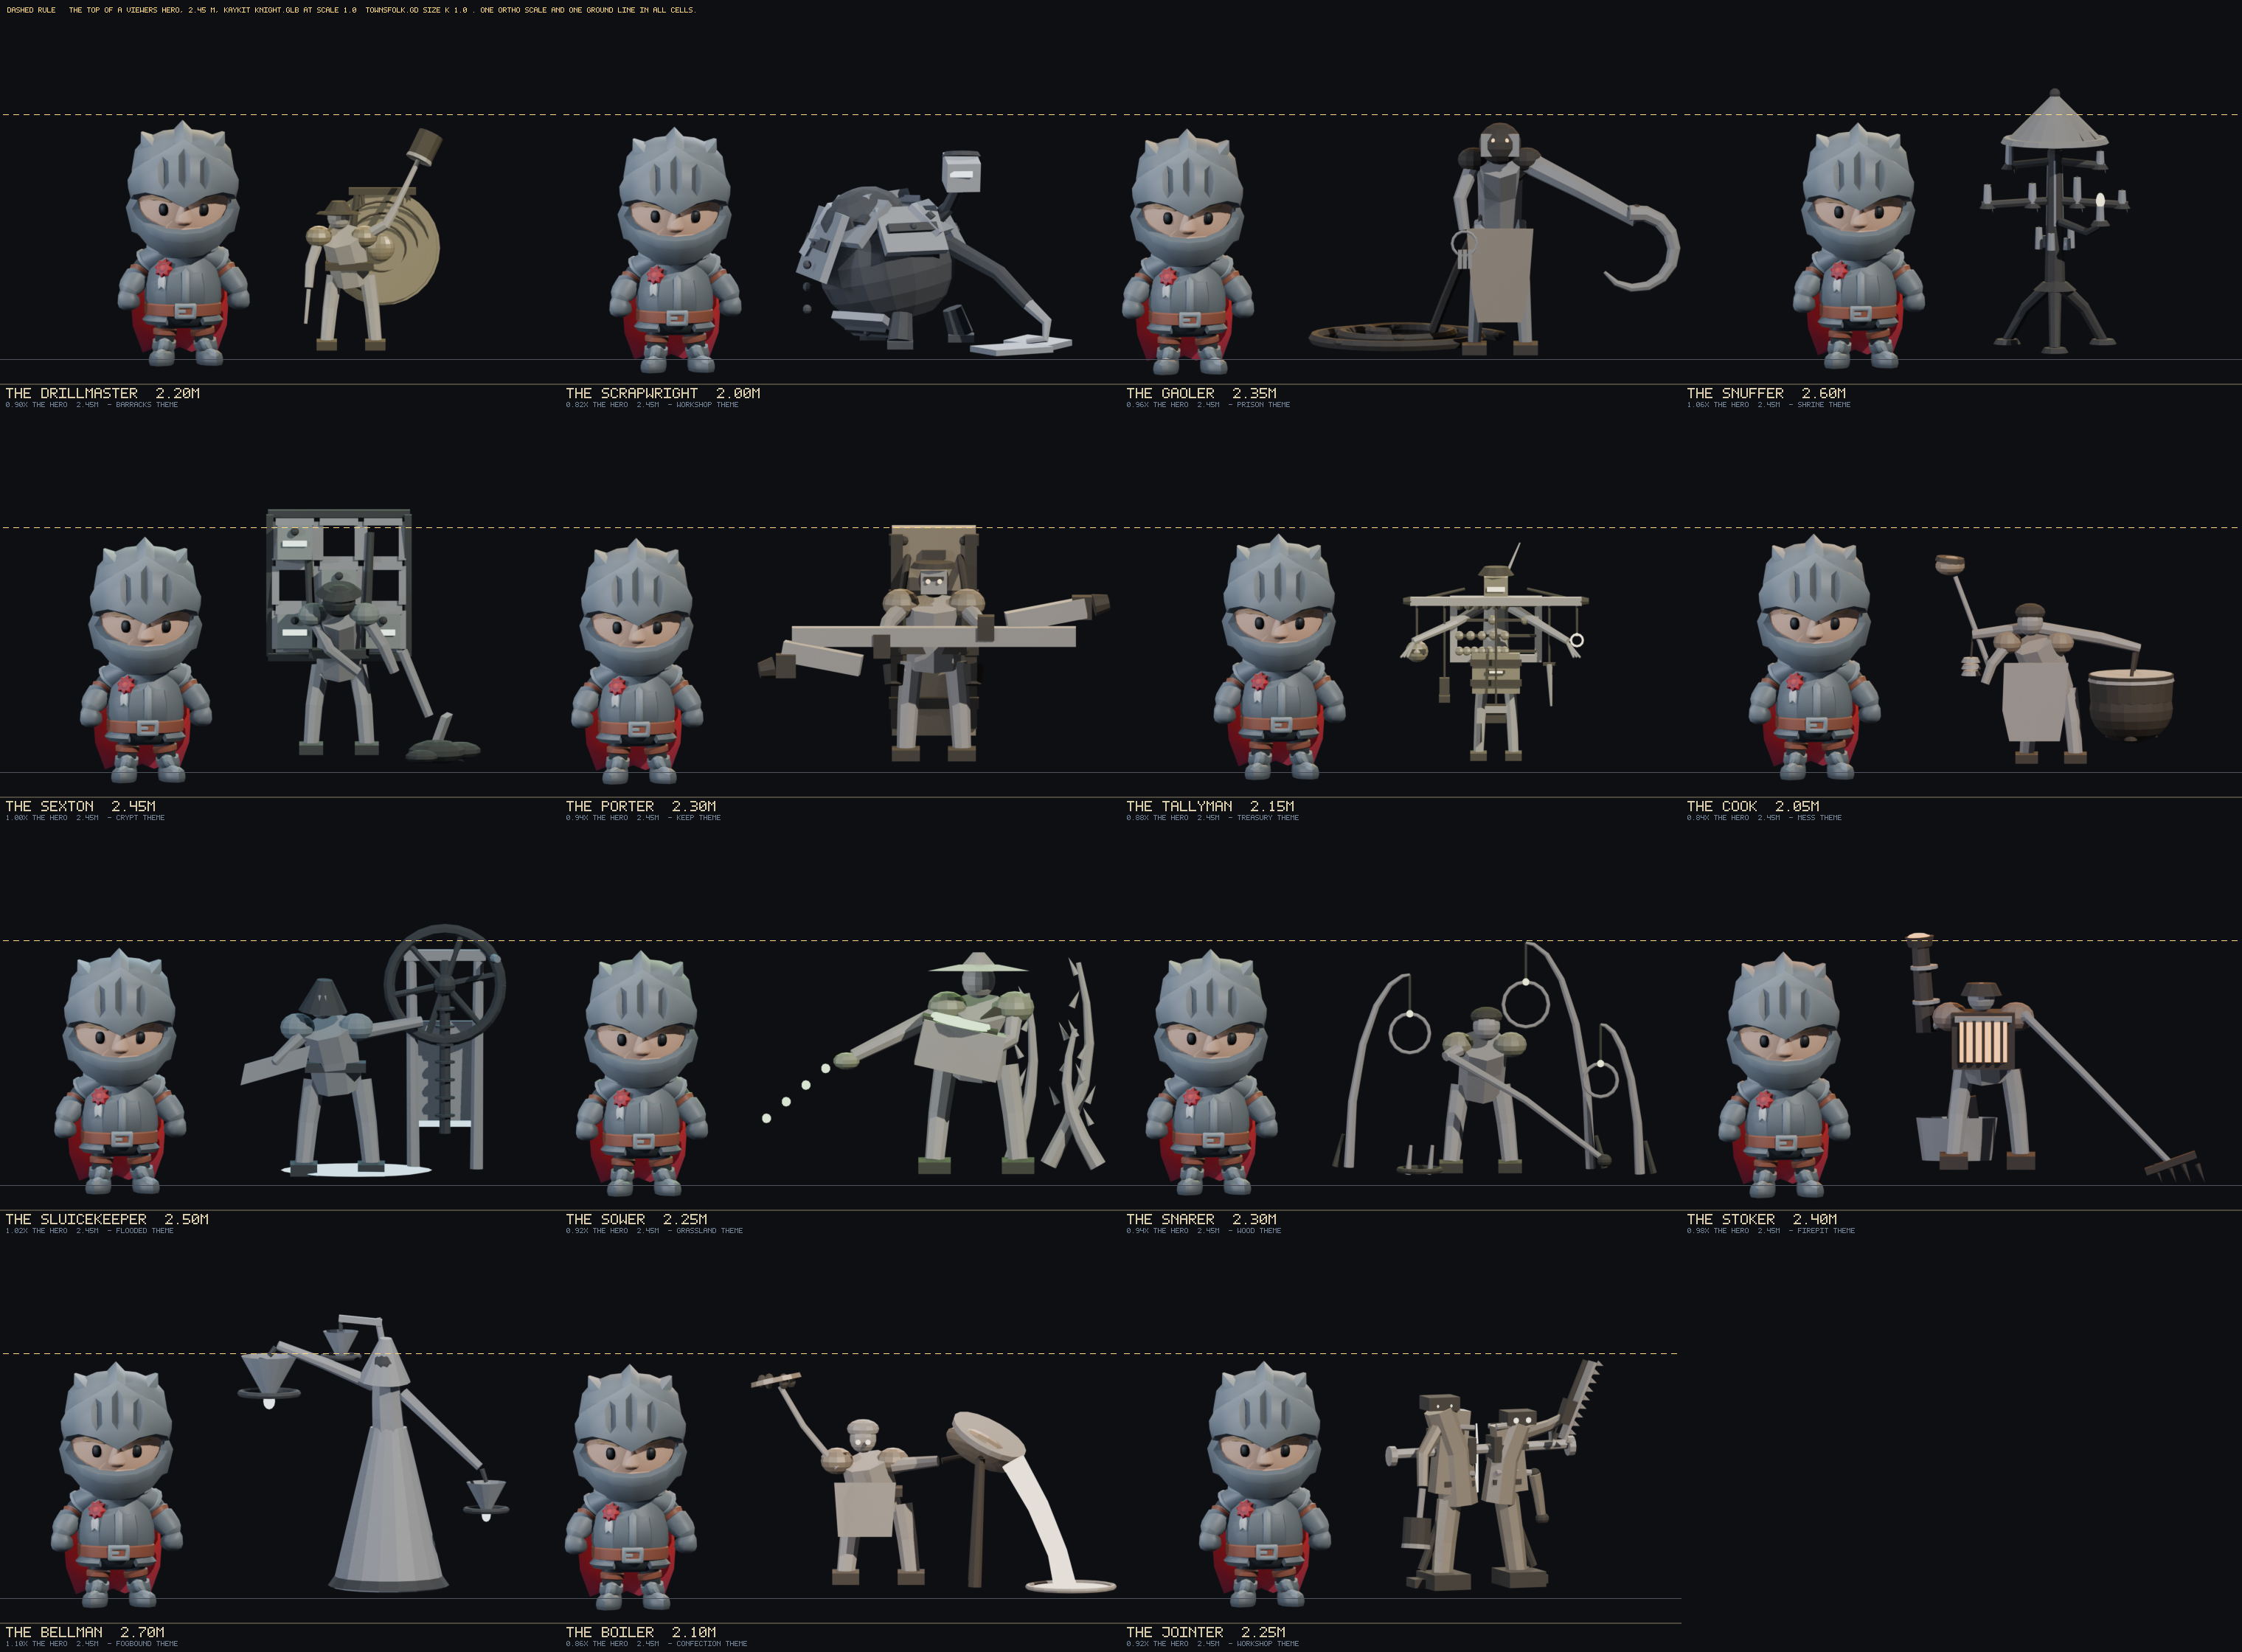 DASHED RULE   THE TOP OF A VIEWERS HERO, 2.45 M, KAYKIT KNIGHT.GLB AT SCALE 1.0  TOWNSFOLK.GD SIZE K 1.0 . ONE ORTHO SCALE AND ONE GROUND LINE IN ALL CELLS.
THE DRILLMASTER  2.20M
0.90X THE HERO  2.45M  - BARRACKS THEME
THE SCRAPWRIGHT  2.00M
0.82X THE HERO  2.45M  - WORKSHOP THEME
THE GAOLER  2.35M
0.96X THE HERO  2.45M  - PRISON THEME
THE SNUFFER  2.60M
1.06X THE HERO  2.45M  - SHRINE THEME
THE SEXTON  2.45M
1.00X THE HERO  2.45M  - CRYPT THEME
THE PORTER  2.30M
0.94X THE HERO  2.45M  - KEEP THEME
THE TALLYMAN  2.15M
0.88X THE HERO  2.45M  - TREASURY THEME
THE COOK  2.05M
0.84X THE HERO  2.45M  - MESS THEME
THE SLUICEKEEPER  2.50M
1.02X THE HERO  2.45M  - FLOODED THEME
THE SOWER  2.25M
0.92X THE HERO  2.45M  - GRASSLAND THEME
THE SNARER  2.30M
0.94X THE HERO  2.45M  - WOOD THEME
THE STOKER  2.40M
0.98X THE HERO  2.45M  - FIREPIT THEME
THE BELLMAN  2.70M
1.10X THE HERO  2.45M  - FOGBOUND THEME
THE BOILER  2.10M
0.86X THE HERO  2.45M  - CONFECTION THEME
THE JOINTER  2.25M
0.92X THE HERO  2.45M  - WORKSHOP THEME